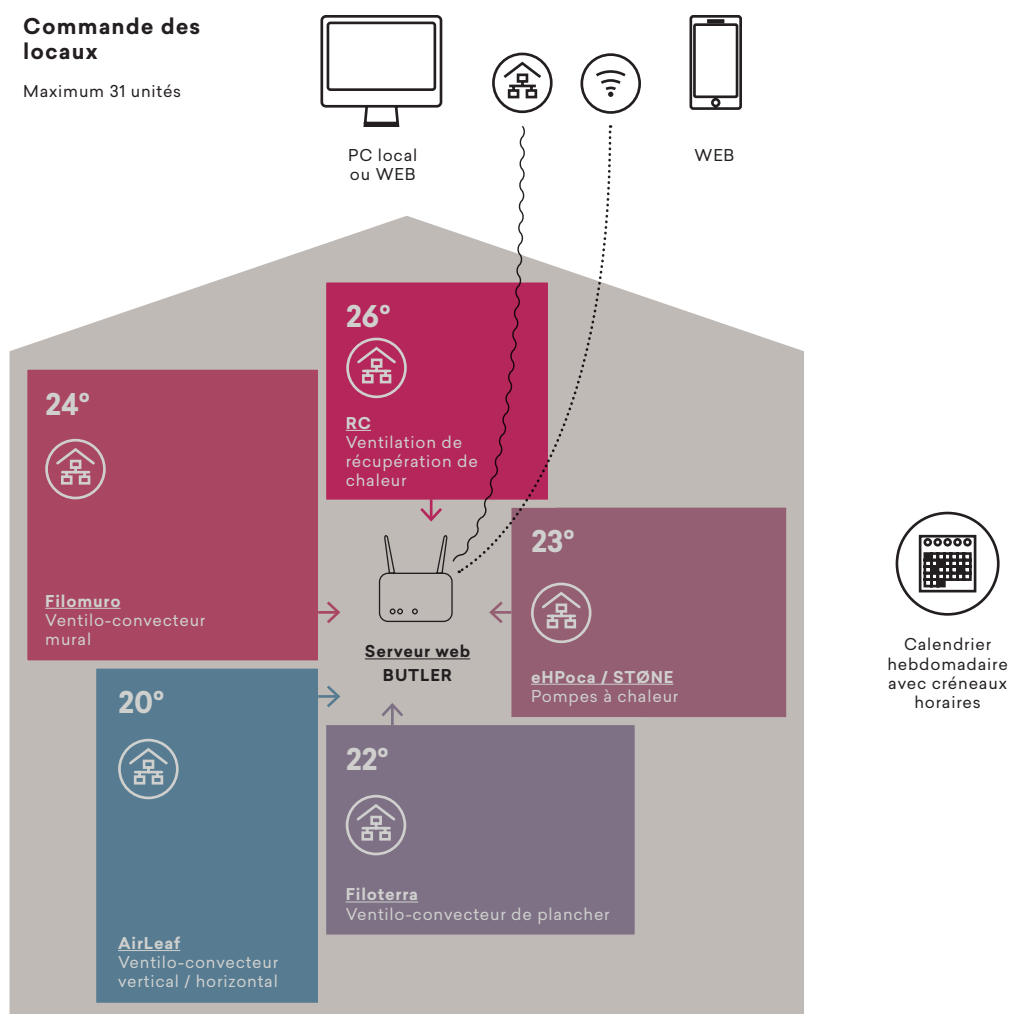 Commande des
locaux
Maximum 31 unités
PC local
ou WEB
WEB
26°
RC
Ventilation de
récupération de
chaleur
24°
Filomuro
Ventilo-convecteur
mural
23°
eHPoca / STØNE
Pompes à chaleur
Serveur web
BUTLER
20°
AirLeaf
Ventilo-convecteur
vertical / horizontal
22°
Filoterra
Ventilo-convecteur de plancher
Calendrier
hebdomadaire
avec créneaux
horaires